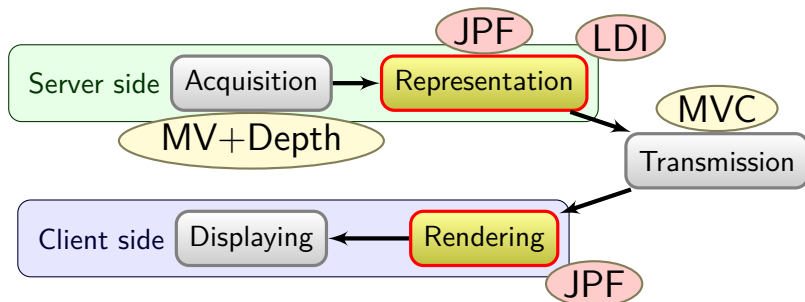 JPF
LDI
Server side
Acquisition
Representation
MV+Depth
MVC
Transmission
Client side
Displaying
Rendering
JPF